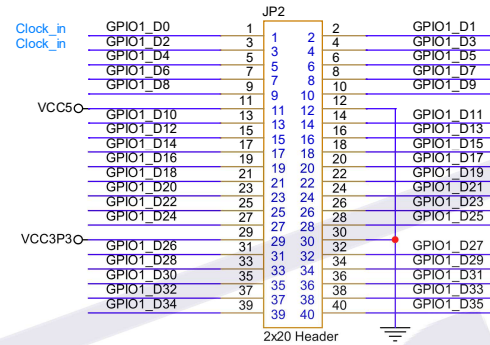 JP2
Clock_in GPIO1_D0 1 1 2 2 GPIO1_D1
Clock_in GPIO1_D2 3 3 4 4 GPIO1_D3
GPIO1_D4 5 5 6 6 GPIO1_D5
GPIO1_D6 7 7 8 8 GPIO1_D7
GPIO1_D8 9 9 10 10 GPIO1_D9
VCC5 11 11 12 12
GPIO1_D10 13 13 14 14 GPIO1_D11
GPIO1_D12 15 15 16 16 GPIO1_D13
GPIO1_D14 17 17 18 18 GPIO1_D15
GPIO1_D16 19 19 20 20 GPIO1_D17
GPIO1_D18 21 21 22 22 GPIO1_D19
GPIO1_D20 23 23 24 24 GPIO1_D21
GPIO1_D22 25 25 26 26 GPIO1_D23
GPIO1_D24 27 27 28 28 GPIO1_D25
VCC3P3 29 29 30 30
GPIO1_D26 31 31 32 32 GPIO1_D27
GPIO1_D28 33 33 34 34 GPIO1_D29
GPIO1_D30 35 35 36 36 GPIO1_D31
GPIO1_D32 37 37 38 38 GPIO1_D33
GPIO1_D34 39 39 40 40 GPIO1_D35
2x20 Header